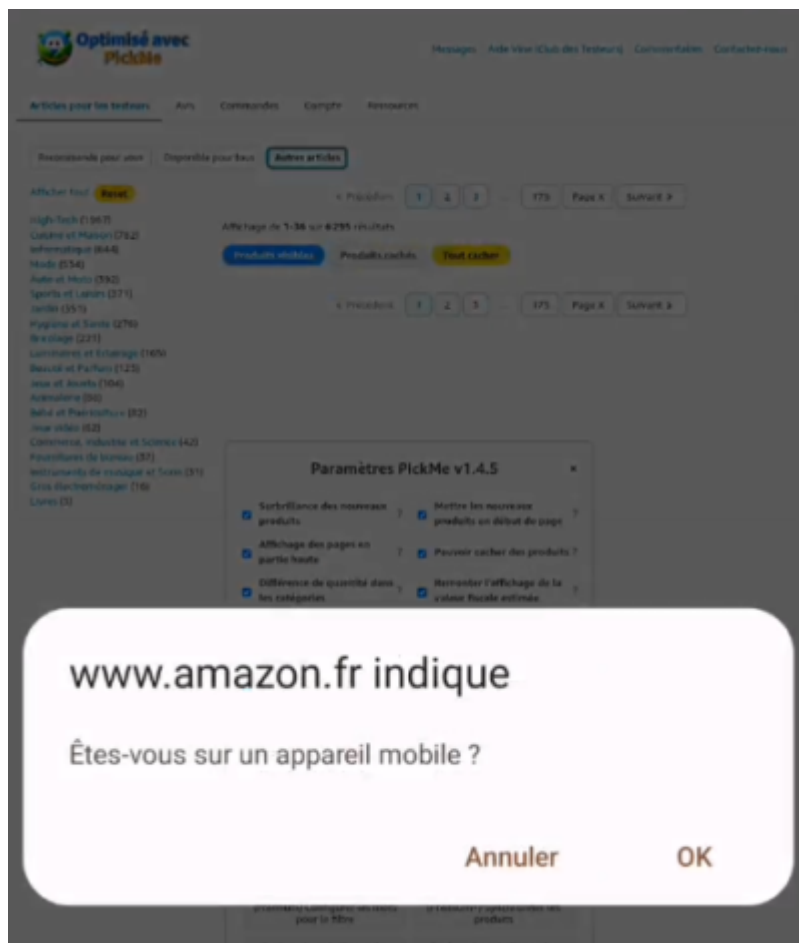 Optimisé avec
PickMe
Messages Aide Vine (Club des Testeurs) Commentaires Contactez-nous
Articles pour les testeurs Avis Commandes Compte Ressources
Recommandé pour vous Disponible pour tous Autres articles
Afficher tout Reset
< Précédent 1 2 3 ... 175 Page X Suivant >
High-Tech (1967)
Cuisine et Maison (782)
Informatique (644)
Mode (534)
Auto et Moto (392)
Sports et Loisirs (371)
Jardin (351)
Hygiène et Santé (276)
Bricolage (231)
Luminaires et Eclairage (165)
Beauté et Parfum (125)
Jeux et Jouets (104)
Animalerie
Bébé et Puériculture (82)
Jeux vidéo (62)
Commerce, Industrie et Science (42)
Fournitures de bureau (37)
Instruments de musique et Sono (31)
Gros électroménager (16)
Livres
Affichage de 1-36 sur 6295 résultats
Produits visibles Produits cachés Tout cacher
< Précédent 1 2 3 ... 175 Page X Suivant >
Paramètres PickMe v1.4.5 ×
Surbrillance des nouveaux
produits ?
Mettre les nouveaux
produits en début de page ?
Affichage des pages en
partie haute ?
Pouvoir cacher des produits ?
Différence de quantité dans
les catégories ?
Remonter l'affichage de la
valeur fiscale estimée ?
www.amazon.fr indique
Êtes-vous sur un appareil mobile ?
Annuler OK
pour le filtre
produits